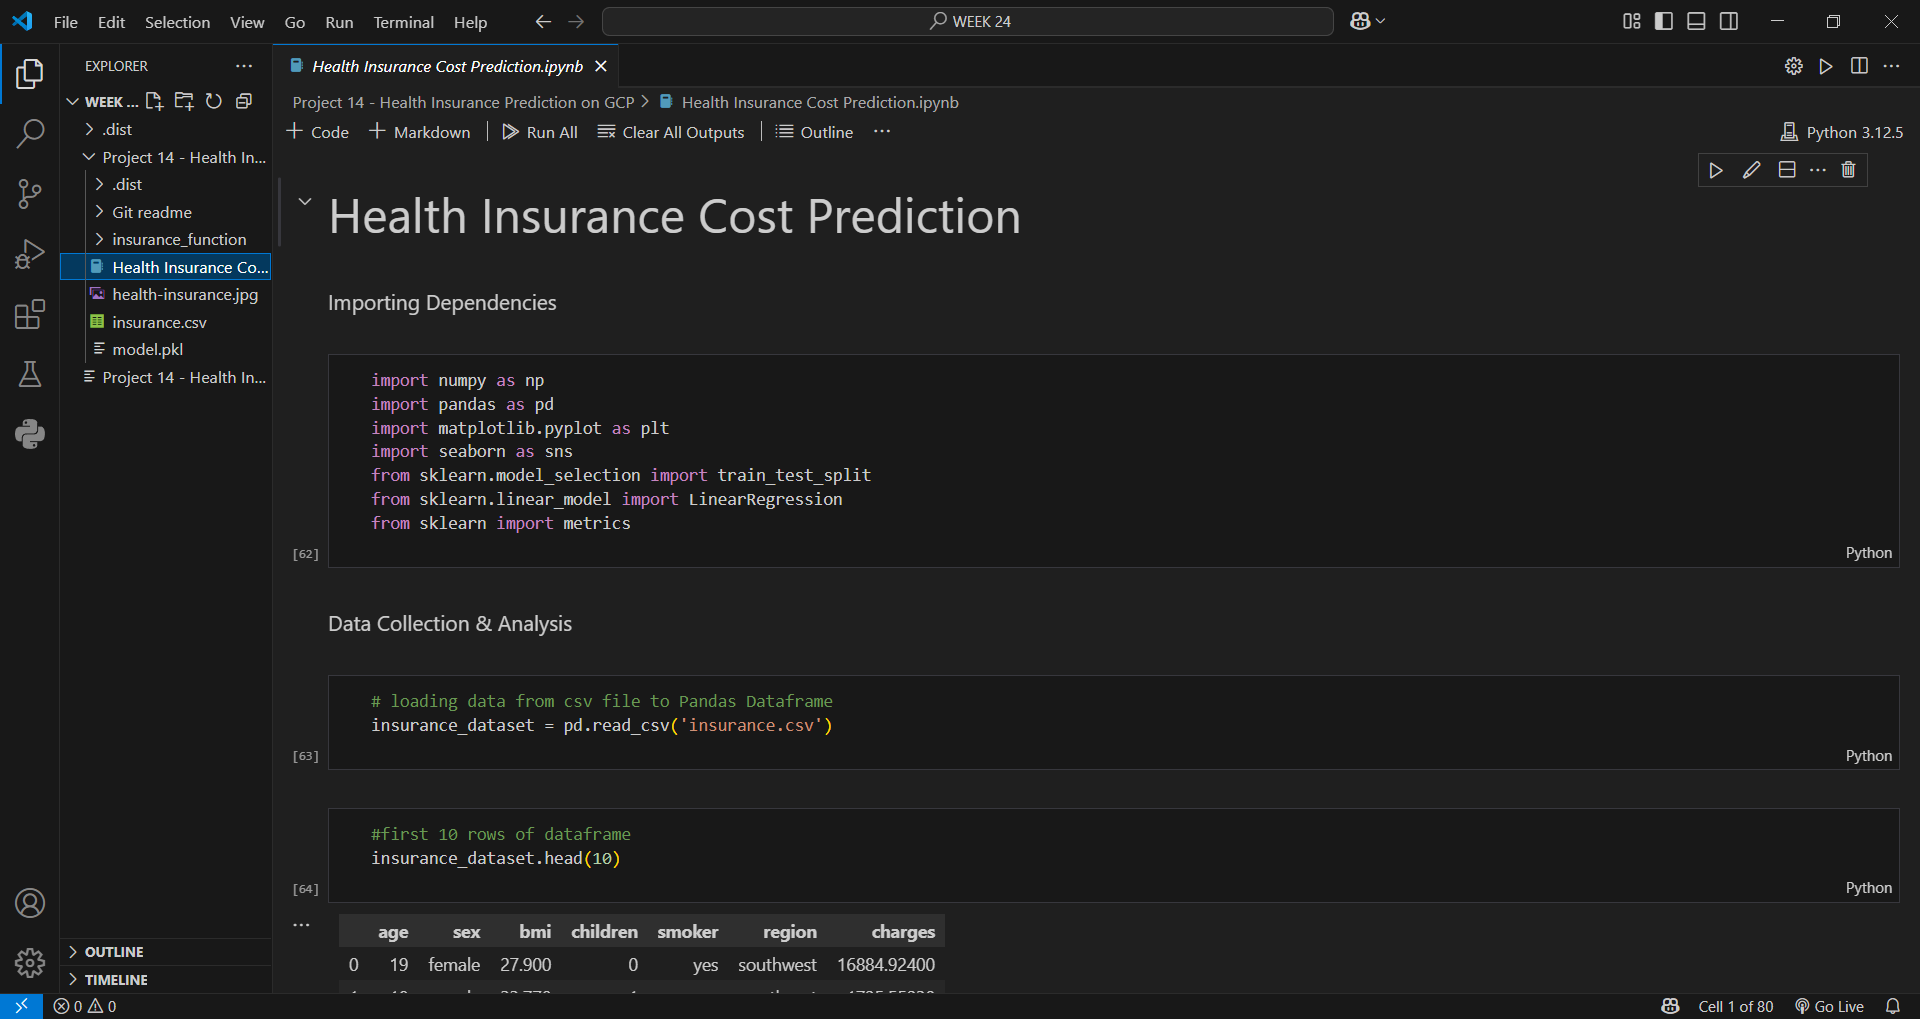 File Edit Selection View Go Run Terminal Help
WEEK 24
EXPLORER
WEEK ...
.dist
Project 14 - Health In...
.dist
Git readme
insurance_function
Health Insurance Co...
health-insurance.jpg
insurance.csv
model.pkl
Project 14 - Health In...
OUTLINE
TIMELINE
Health Insurance Cost Prediction.ipynb
Project 14 - Health Insurance Prediction on GCP > Health Insurance Cost Prediction.ipynb
+ Code + Markdown Run All Clear All Outputs Outline ...
Python 3.12.5
Health Insurance Cost Prediction
Importing Dependencies
import numpy as np
import pandas as pd
import matplotlib.pyplot as plt
import seaborn as sns
from sklearn.model_selection import train_test_split
from sklearn.linear_model import LinearRegression
from sklearn import metrics
[62]
Python
Data Collection & Analysis
# loading data from csv file to Pandas Dataframe
insurance_dataset = pd.read_csv('insurance.csv')
[63]
Python
#first 10 rows of dataframe
insurance_dataset.head(10)
[64]
Python
age sex bmi children smoker region charges
0 19 female 27.900 0 yes southwest 16884.92400
0 0
Cell 1 of 80
Go Live